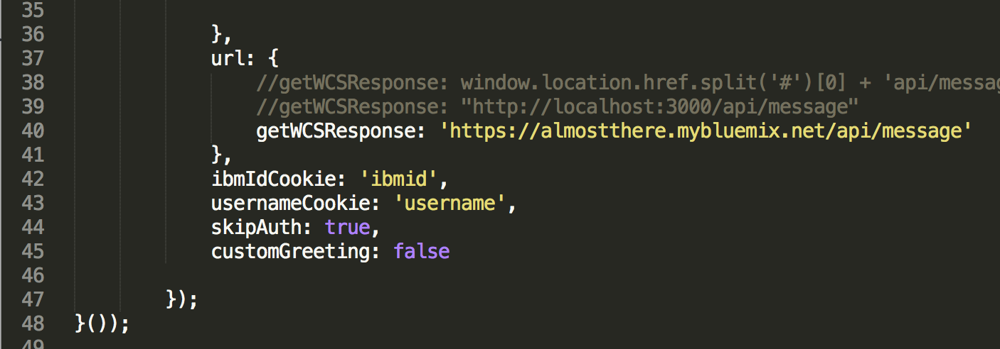 35
36 },
37 url: {
38 //getWCSResponse: window.location.href.split('#')[0] + 'api/messag
39 //getWCSResponse: "http://localhost:3000/api/message"
40 getWCSResponse: 'https://almostthere.mybluemix.net/api/message'
41 },
42 ibmIdCookie: 'ibmid',
43 usernameCookie: 'username',
44 skipAuth: true,
45 customGreeting: false
46
47 });
48 }());
49